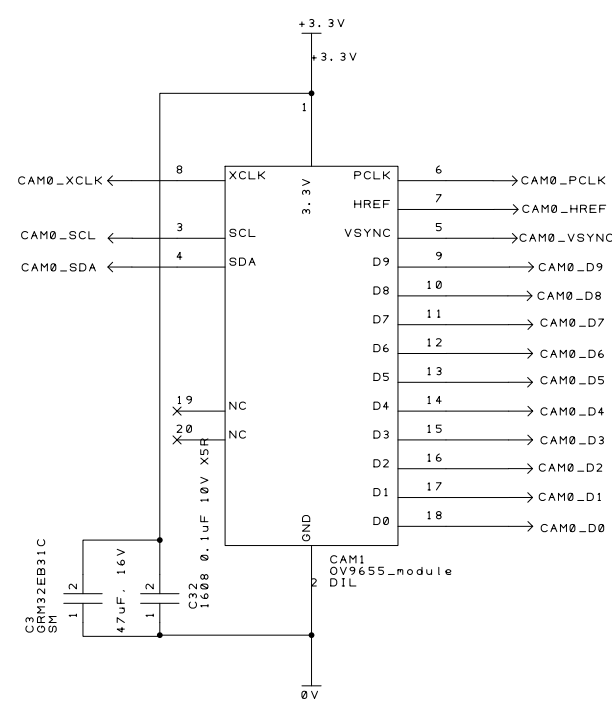 +3.3V
+3.3V
1
8 XCLK PCLK 6
CAM0_XCLK CAM0_PCLK
HREF 7
CAM0_HREF
3.3V
3 SCL VSYNC 5
CAM0_SCL CAM0_VSYNC
4 SDA D9 9
CAM0_SDA CAM0_D9
D8 10
CAM0_D8
D7 11
CAM0_D7
D6 12
CAM0_D6
D5 13
CAM0_D5
19 NC D4 14
CAM0_D4
20 NC D3 15
CAM0_D3
D2 16
CAM0_D2
D1 17
CAM0_D1
D0 18
CAM0_D0
GND
2
CAM1
OV9655_module
DIL
C3
GRM32EB31C
SM
2
1
47uF, 16V
2
1
C32
1608 0.1uF 10V X5R
0V